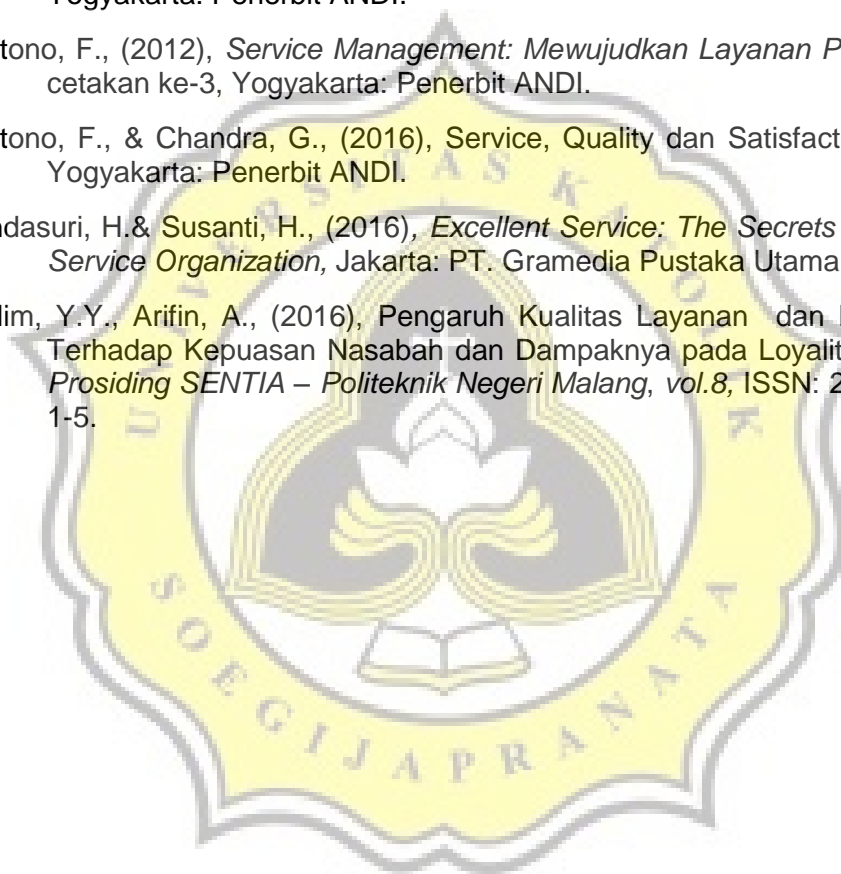 Yogyakarta: Penerbit ANDI.
tono, F., (2012), Service Management: Mewujudkan Layanan P
cetakan ke-3, Yogyakarta: Penerbit ANDI.
tono, F., & Chandra, G., (2016), Service, Quality dan Satisfact
Yogyakarta: Penerbit ANDI.
ndasuri, H.& Susanti, H., (2016), Excellent Service: The Secrets
Service Organization, Jakarta: PT. Gramedia Pustaka Utama
lim, Y.Y., Arifin, A., (2016), Pengaruh Kualitas Layanan dan
Terhadap Kepuasan Nasabah dan Dampaknya pada Loyalit
Prosiding SENTIA – Politeknik Negeri Malang, vol.8, ISSN: 2
1-5.
UNIVERSITAS KATOLIK
SOEGIJAPRANATA